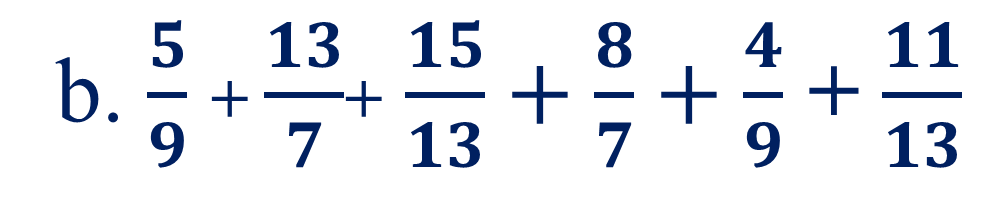 b. 5/9 + 13/7 + 15/13 + 8/7 + 4/9 + 11/13